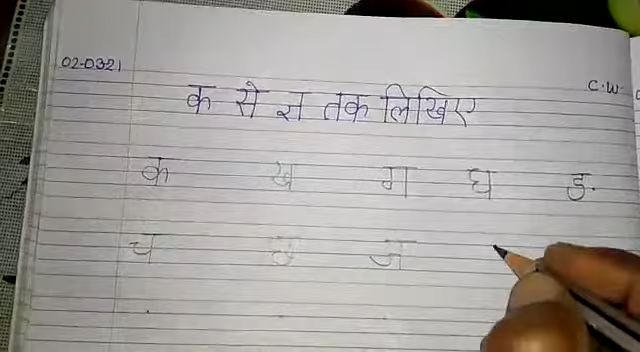 02-03-21
C.W.
क से ज्ञ तक लिखिए
क ख ग घ ङ
च छ ज